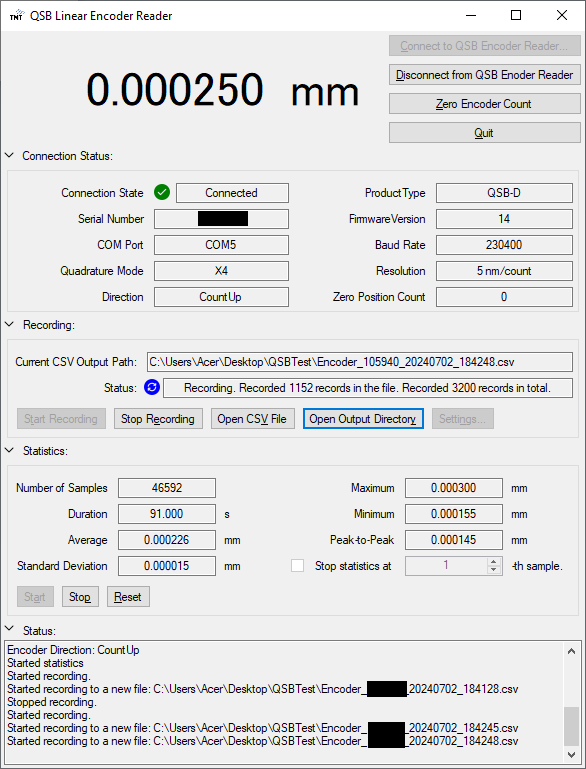 TNT QSB Linear Encoder Reader
0.000250 mm
Connect to QSB Encoder Reader...
Disconnect from QSB Enoder Reader
Zero Encoder Count
Quit
Connection Status:
Connection State Connected ProductType QSB-D
Serial Number FirmwareVersion 14
COM Port COM5 Baud Rate 230400
Quadrature Mode X4 Resolution 5 nm/count
Direction CountUp Zero Position Count 0
Recording:
Current CSV Output Path: C:\Users\Acer\Desktop\QSBTest\Encoder_105940_20240702_184248.csv
Status: Recording. Recorded 1152 records in the file. Recorded 3200 records in total.
Start Recording Stop Recording Open CSV File Open Output Directory Settings...
Statistics:
Number of Samples 46592 Maximum 0.000300 mm
Duration 91.000 s Minimum 0.000155 mm
Average 0.000226 mm Peak-to-Peak 0.000145 mm
Standard Deviation 0.000015 mm Stop statistics at 1 -th sample.
Start Stop Reset
Status:
Encoder Direction: CountUp
Started statistics
Started recording.
Started recording to a new file: C:\Users\Acer\Desktop\QSBTest\Encoder_ _20240702_184128.csv
Stopped recording.
Started recording.
Started recording to a new file: C:\Users\Acer\Desktop\QSBTest\Encoder_ _20240702_184245.csv
Started recording to a new file: C:\Users\Acer\Desktop\QSBTest\Encoder_ _20240702_184248.csv